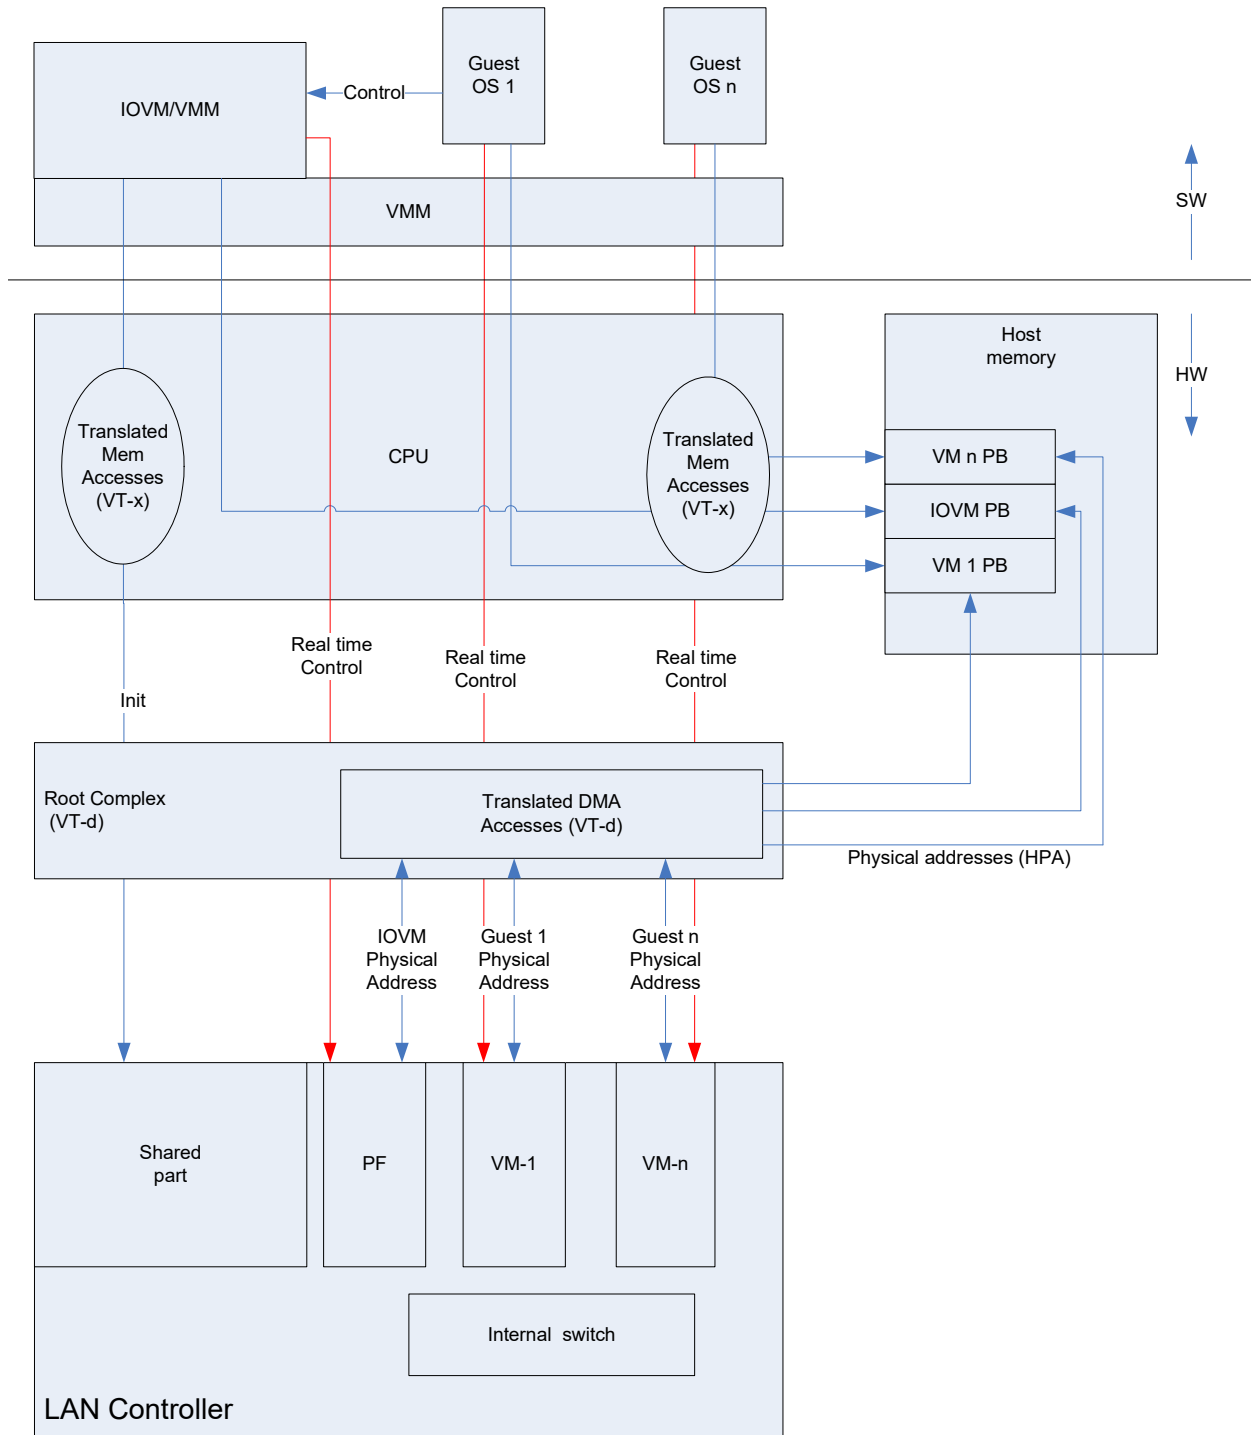 Guest
OS 1
Guest
OS n
IOVM/VMM
Control
VMM
SW
HW
Host
memory
Translated
Mem
Accesses
(VT-x)
CPU
Translated
Mem
Accesses
(VT-x)
VM n PB
IOVM PB
VM 1 PB
Real time
Control
Real time
Control
Real time
Control
Init
Root Complex
(VT-d)
Translated DMA
Accesses (VT-d)
Physical addresses (HPA)
IOVM
Physical
Address
Guest 1
Physical
Address
Guest n
Physical
Address
Shared
part
PF
VM-1
VM-n
Internal switch
LAN Controller